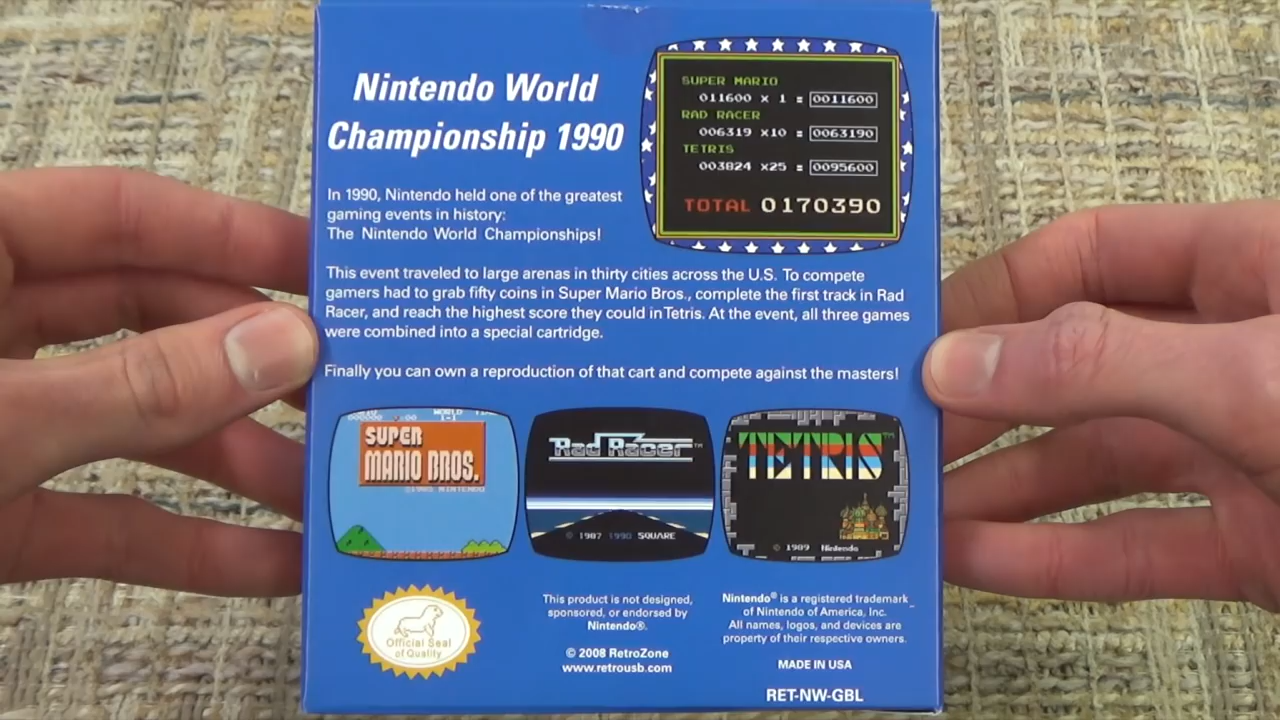 Nintendo World
Championship 1990
In 1990, Nintendo held one of the greatest
gaming events in history:
The Nintendo World Championships!
SUPER MARIO
011600 X 1 = 0011600
RAD RACER
006319 X10 = 0063190
TETRIS
003824 X25 = 0095600
TOTAL 0170390
This event traveled to large arenas in thirty cities across the U.S. To compete
gamers had to grab fifty coins in Super Mario Bros., complete the first track in Rad
Racer, and reach the highest score they could in Tetris. At the event, all three games
were combined into a special cartridge.
Finally you can own a reproduction of that cart and compete against the masters!
WORLD
1-1
SUPER
MARIO BROS.
©1985 NINTENDO
Rad Racer™
© 1987 1990 SQUARE
TETRIS™
© 1989 Nintendo
Official Seal
of Quality
This product is not designed,
sponsored, or endorsed by
Nintendo®.
© 2008 RetroZone
www.retrousb.com
Nintendo® is a registered trademark
of Nintendo of America, Inc.
All names, logos, and devices are
property of their respective owners.
MADE IN USA
RET-NW-GBL